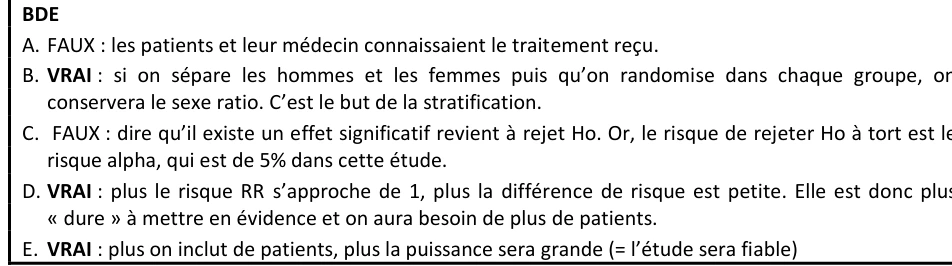 BDE
A. FAUX : les patients et leur médecin connaissaient le traitement reçu.
B. VRAI : si on sépare les hommes et les femmes puis qu’on randomise dans chaque groupe, on
conservera le sexe ratio. C’est le but de la stratification.
C. FAUX : dire qu’il existe un effet significatif revient à rejet Ho. Or, le risque de rejeter Ho à tort est le
risque alpha, qui est de 5% dans cette étude.
D. VRAI : plus le risque RR s’approche de 1, plus la différence de risque est petite. Elle est donc plus
« dure » à mettre en évidence et on aura besoin de plus de patients.
E. VRAI : plus on inclut de patients, plus la puissance sera grande (= l’étude sera fiable)